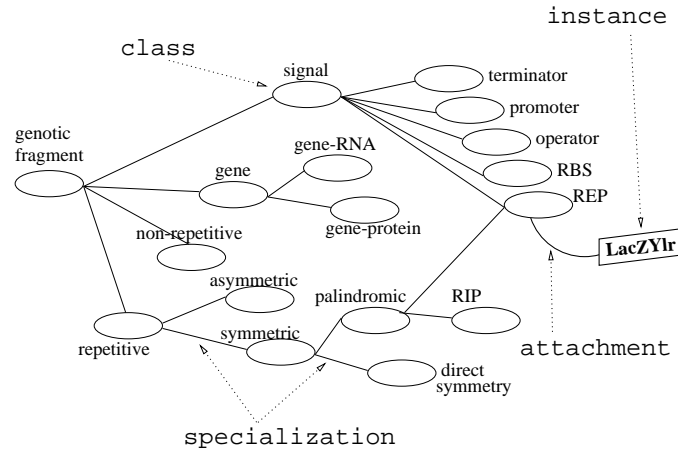 instance
class
signal
terminator
promoter
operator
RBS
REP
genotic
fragment
gene-RNA
gene
gene-protein
non-repetitive
LacZYlr
asymmetric
palindromic
RIP
repetitive
symmetric
attachment
direct
symmetry
specialization